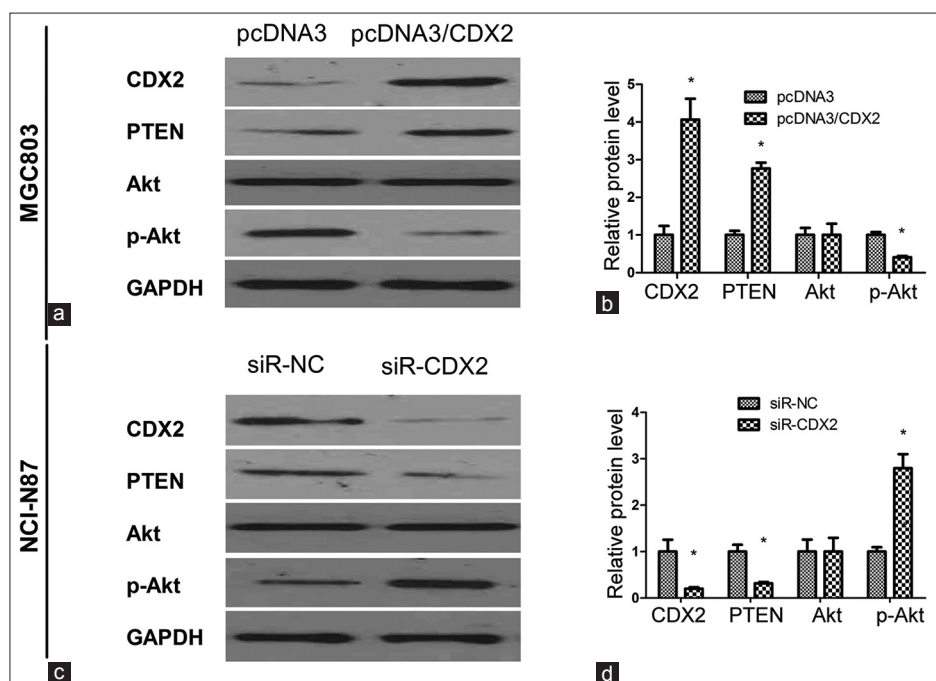 pcDNA3 pcDNA3/CDX2
CDX2
PTEN
Akt
p-Akt
GAPDH
MGC803
a
Relative protein level
5
4
3
2
1
0
pcDNA3
pcDNA3/CDX2
*
*
*
CDX2 PTEN Akt p-Akt
b
siR-NC siR-CDX2
CDX2
PTEN
Akt
p-Akt
GAPDH
NCI-N87
c
Relative protein level
4
3
2
1
0
siR-NC
siR-CDX2
*
*
*
CDX2 PTEN Akt p-Akt
d